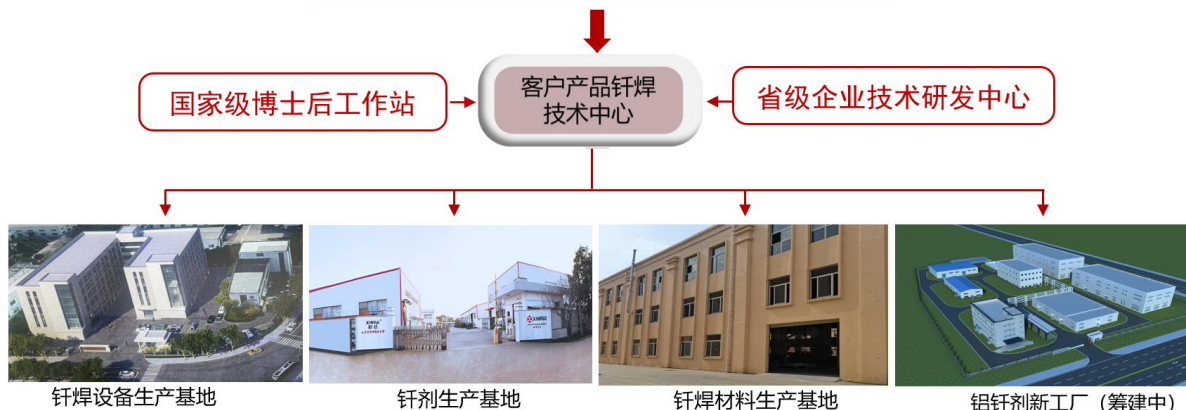 客户产品钎焊
技术中心
国家级博士后工作站
省级企业技术研发中心
钎焊设备生产基地
钎剂生产基地
钎焊材料生产基地
铝钎剂新工厂（筹建中）